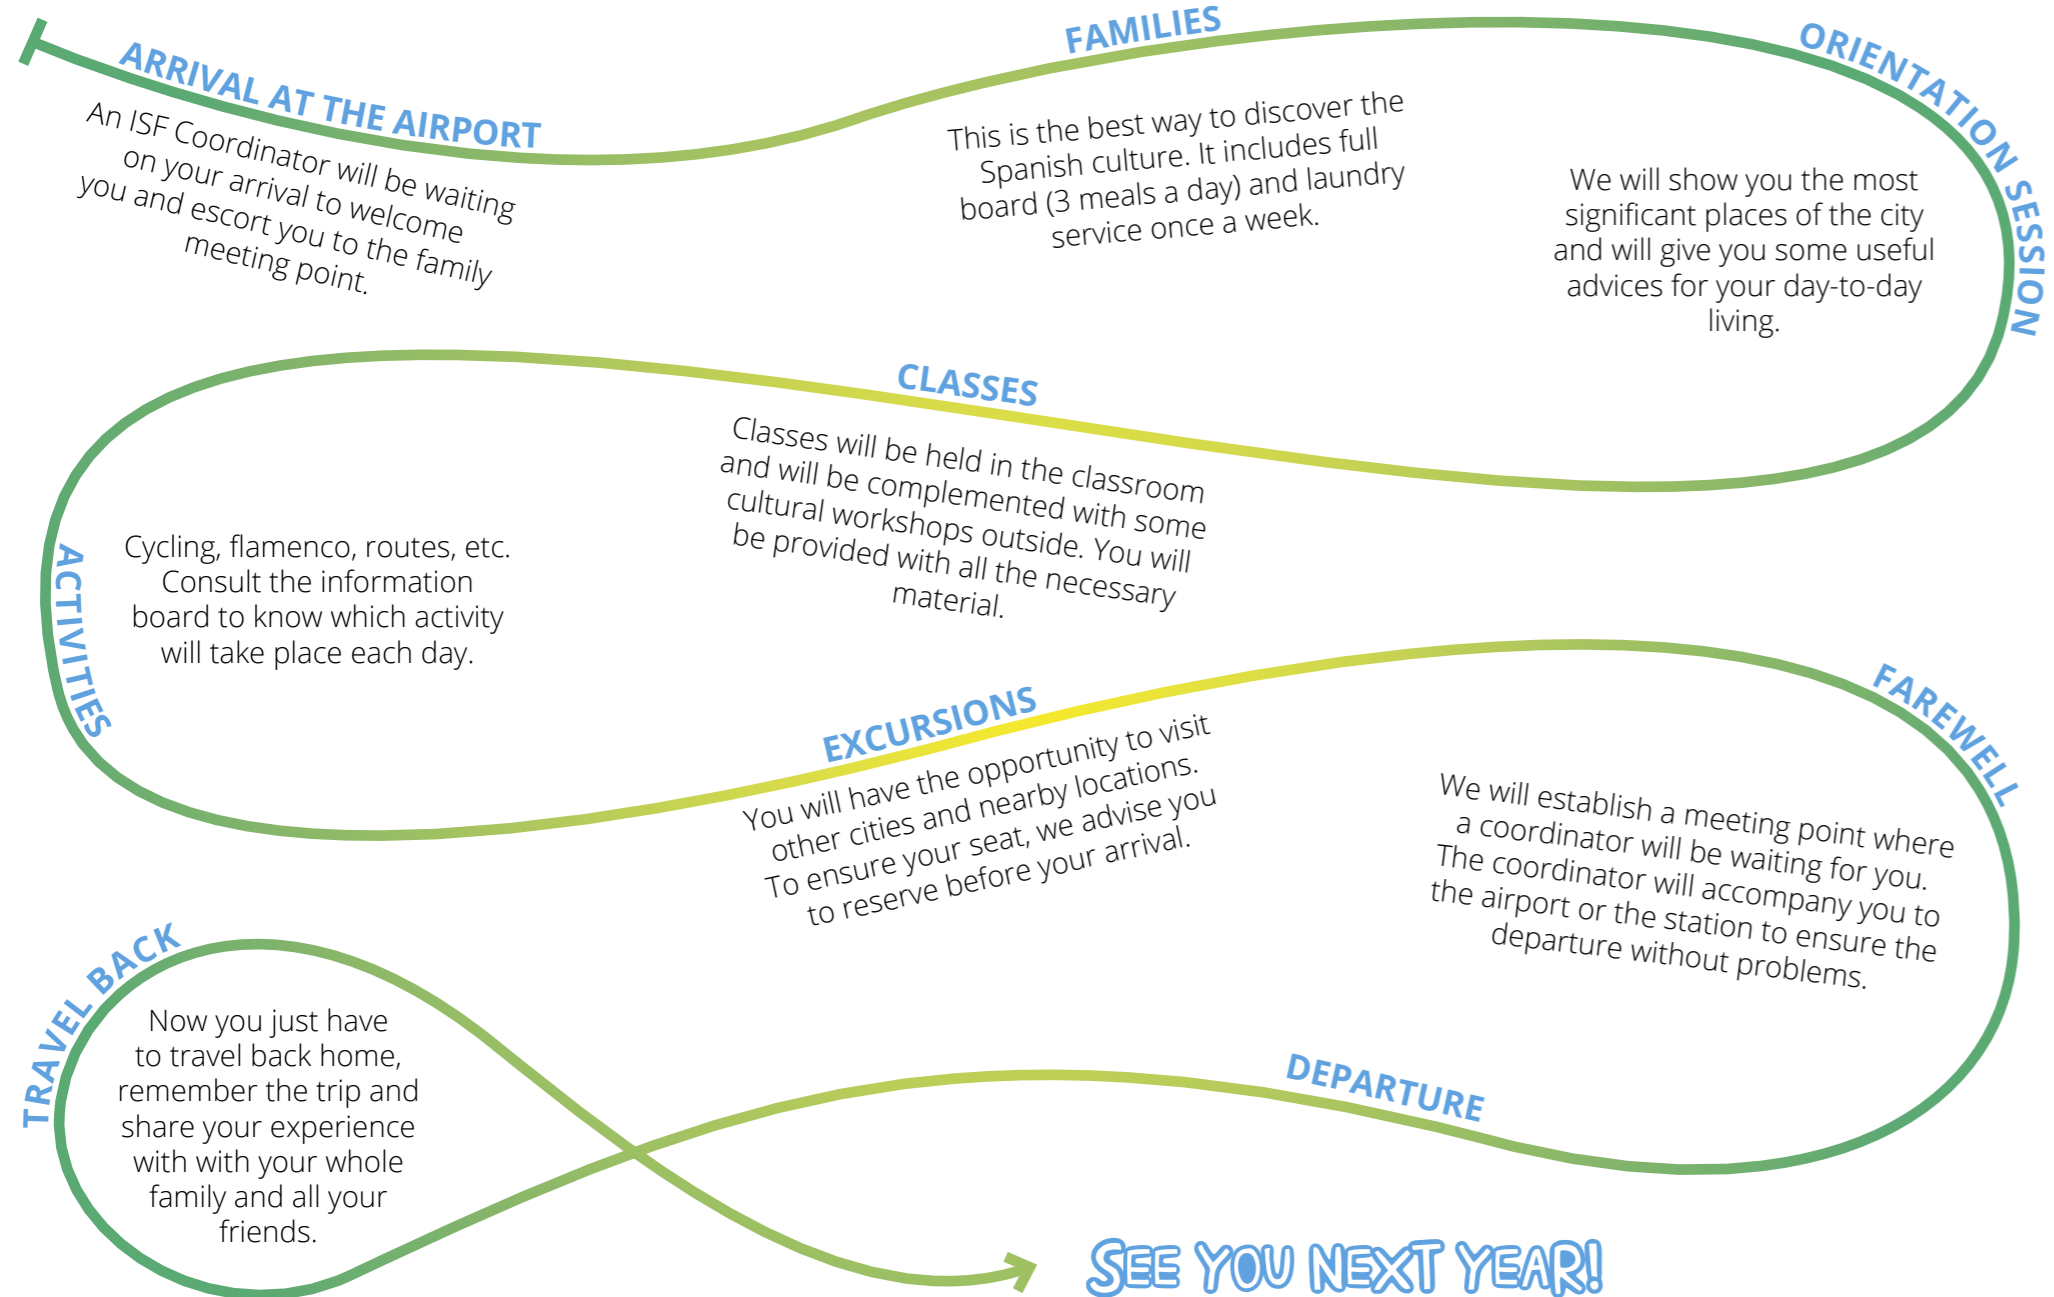 ARRIVAL AT THE AIRPORT
An ISF Coordinator will be waiting
on your arrival to welcome
you and escort you to the family
meeting point.
FAMILIES
This is the best way to discover the
Spanish culture. It includes full
board (3 meals a day) and laundry
service once a week.
ORIENTATION SESSION
We will show you the most
significant places of the city
and will give you some useful
advices for your day-to-day
living.
CLASSES
Classes will be held in the classroom
and will be complemented with some
cultural workshops outside. You will
be provided with all the necessary
material.
ACTIVITIES
Cycling, flamenco, routes, etc.
Consult the information
board to know which activity
will take place each day.
EXCURSIONS
You will have the opportunity to visit
other cities and nearby locations.
To ensure your seat, we advise you
to reserve before your arrival.
FAREWELL
We will establish a meeting point where
a coordinator will be waiting for you.
The coordinator will accompany you to
the airport or the station to ensure the
departure without problems.
DEPARTURE
TRAVEL BACK
Now you just have
to travel back home,
remember the trip and
share your experience
with with your whole
family and all your
friends.
SEE YOU NEXT YEAR!